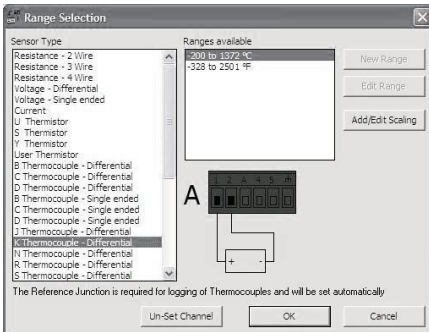 Range Selection
Sensor Type
Resistance - 2 Wire
Resistance - 3 Wire
Resistance - 4 Wire
Voltage - Differential
Voltage - Single ended
Current
U Thermistor
S Thermistor
Y Thermistor
User Thermistor
B Thermocouple - Differential
C Thermocouple - Differential
D Thermocouple - Differential
B Thermocouple - Single ended
C Thermocouple - Single ended
D Thermocouple - Single ended
J Thermocouple - Differential
K Thermocouple - Differential
N Thermocouple - Differential
R Thermocouple - Differential
S Thermocouple - Differential
Ranges available
-200 to 1372 ºC
-328 to 2501 ºF
New Range
Edit Range
Add/Edit Scaling
A
1 2 A 4 5
+ -
The Reference Junction is required for logging of Thermocouples and will be set automatically
Un-Set Channel
OK
Cancel